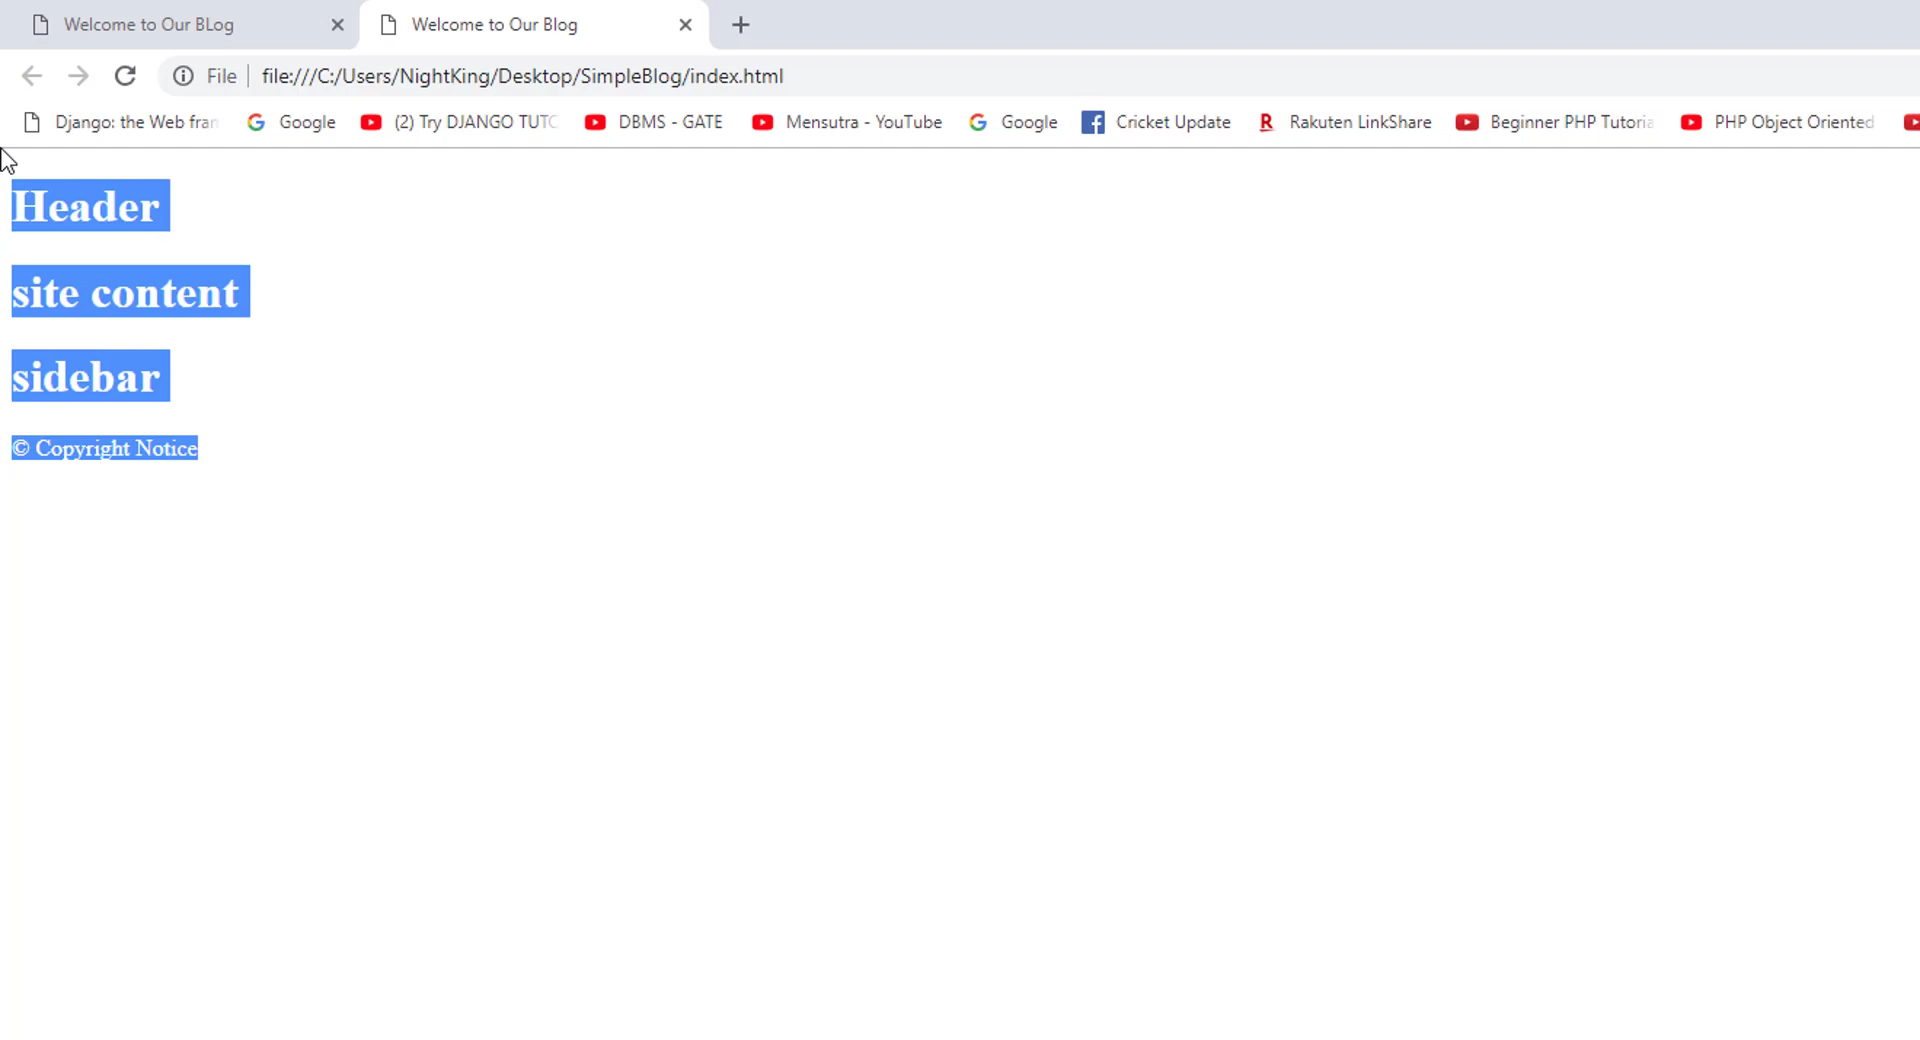 Welcome to Our BLog
Welcome to Our Blog
File
file:///C:/Users/NightKing/Desktop/SimpleBlog/index.html
Django: the Web fran
Google
(2) Try DJANGO TUTC
DBMS - GATE
Mensutra - YouTube
Google
Cricket Update
Rakuten LinkShare
Beginner PHP Tutoria
PHP Object Oriented
Header
site content
sidebar
© Copyright Notice